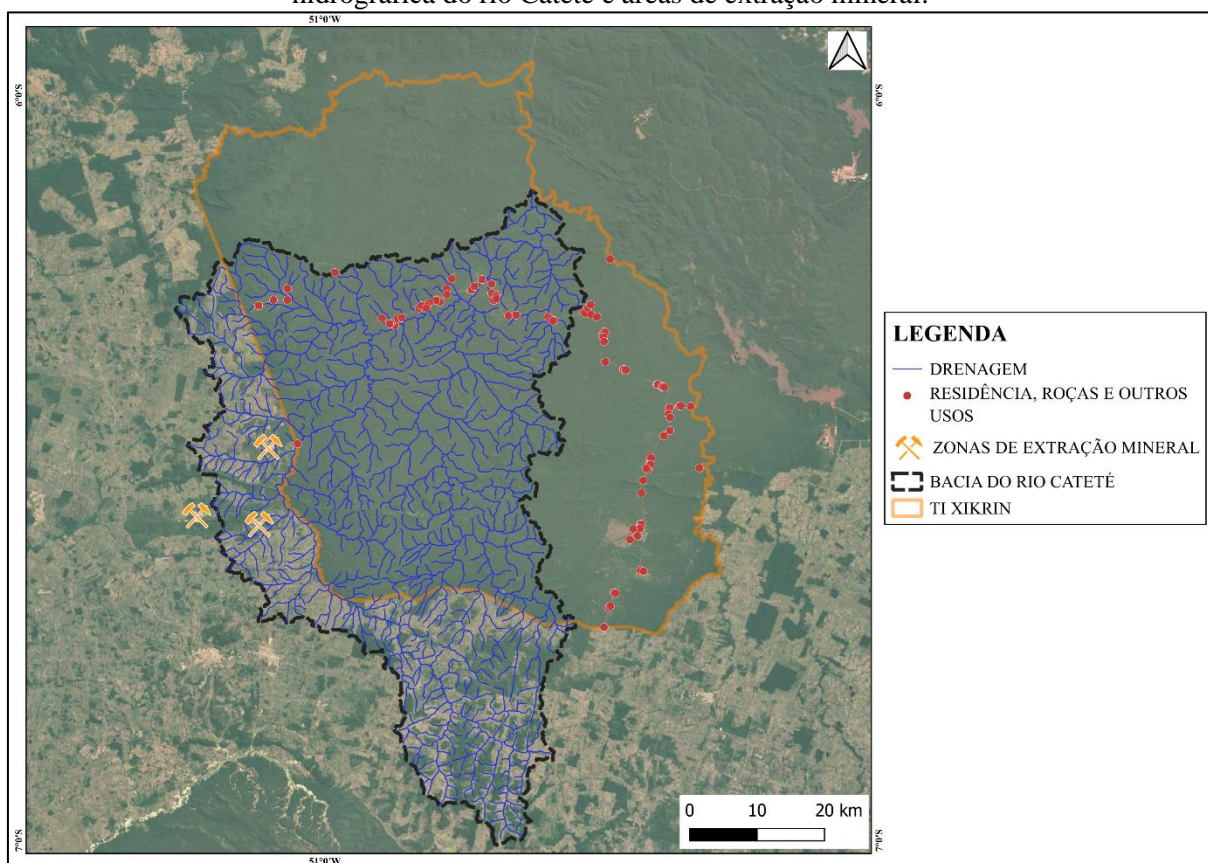 hidrográfica do rio Cateté e áreas de extração mineral.
51°0'W
6°0'S
6°0'S
LEGENDA
DRENAGEM
RESIDÊNCIA, ROÇAS E OUTROS
USOS
ZONAS DE EXTRAÇÃO MINERAL
BACIA DO RIO CATETÉ
TI XIKRIN
0 10 20 km
7°0'S
7°0'S
51°0'W